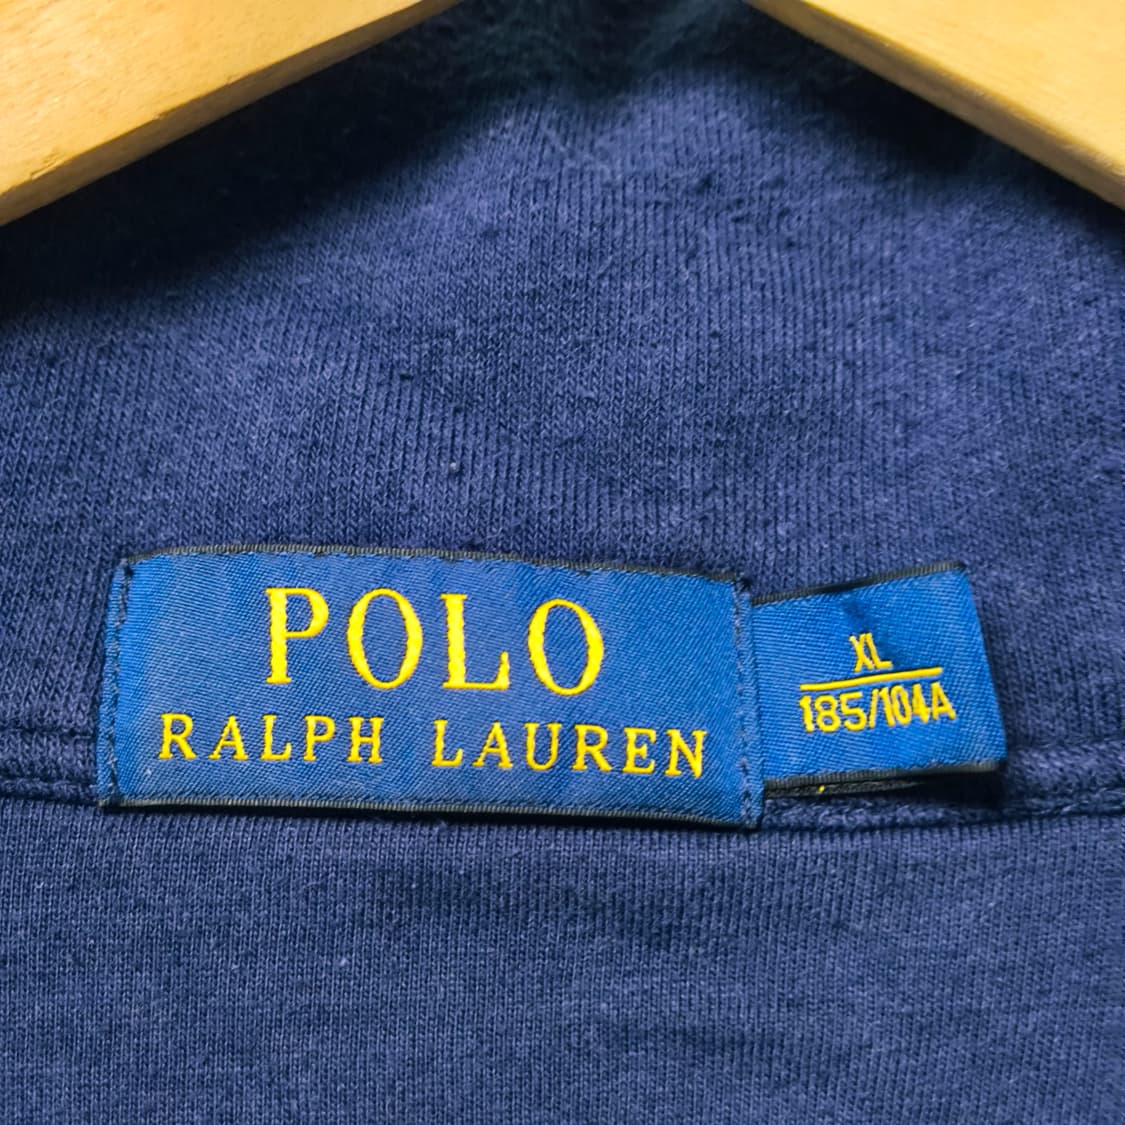 POLO
RALPH LAUREN
XL
185/104A